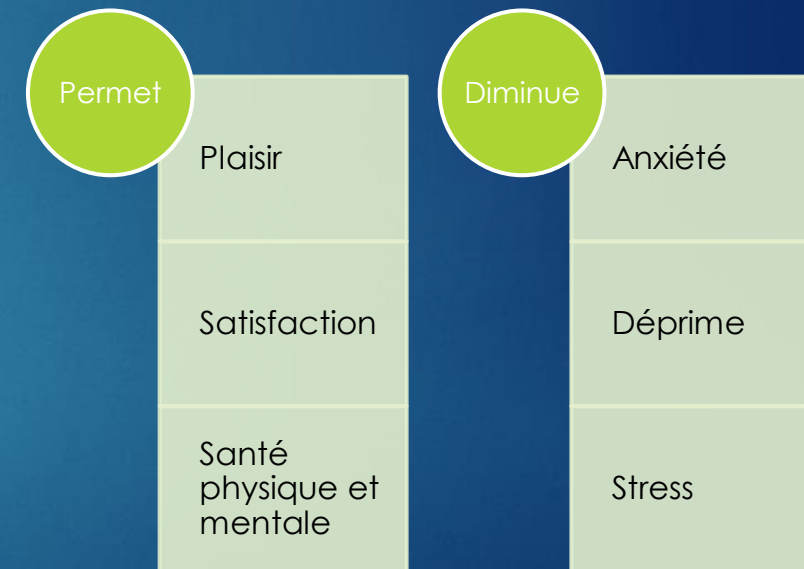 Permet
Plaisir
Satisfaction
Santé
physique et
mentale
Diminue
Anxiété
Déprime
Stress